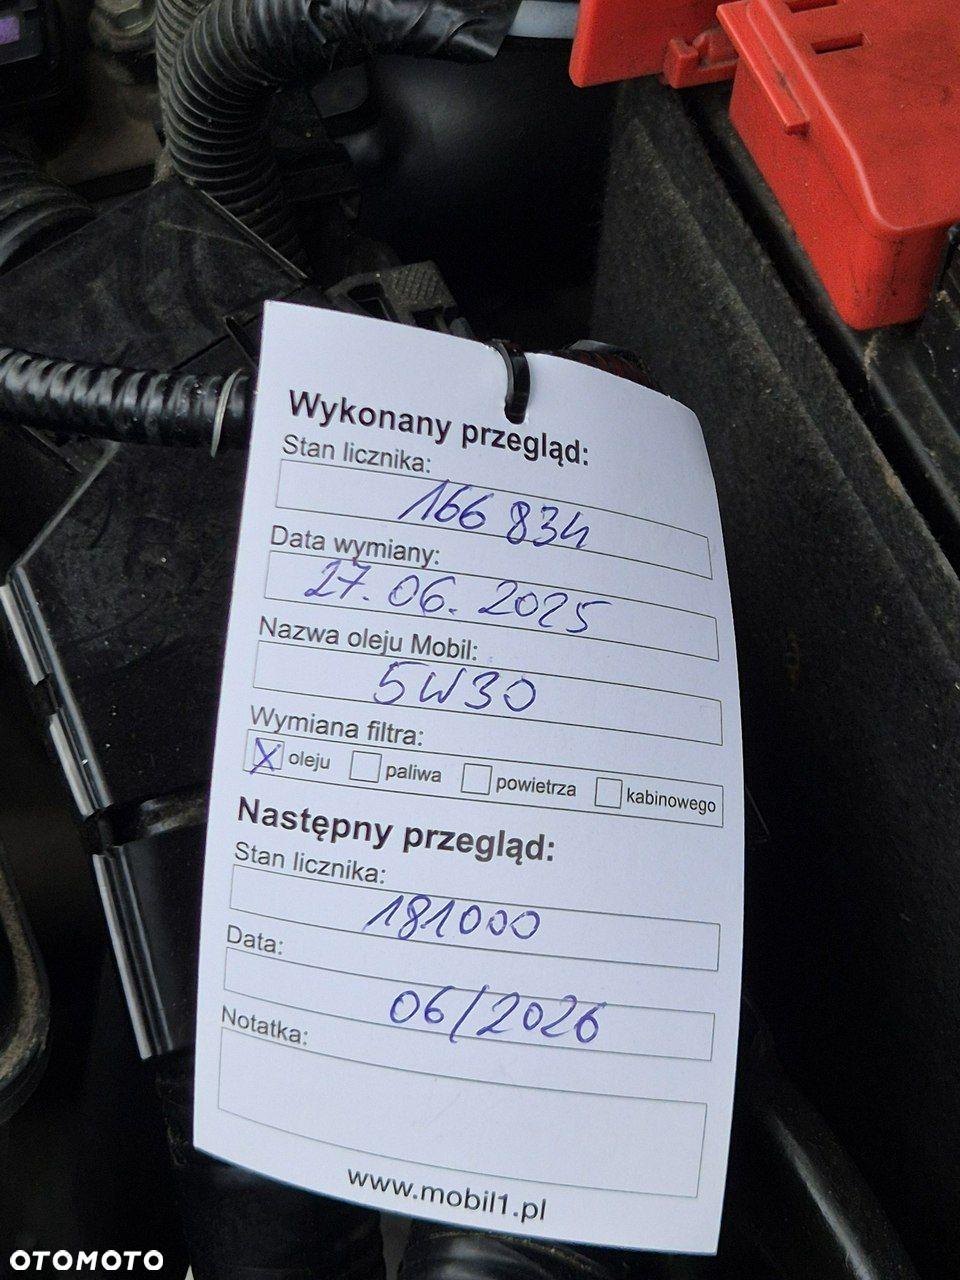 Wykonany przegląd:
Stan licznika:
166 834
Data wymiany:
27.06.2025
Nazwa oleju Mobil:
5W30
Wymiana filtra:
X oleju paliwa powietrza kabinowego
Następny przegląd:
Stan licznika:
181000
Data:
06/2026
Notatka:
www.mobil1.pl
OTOMOTO